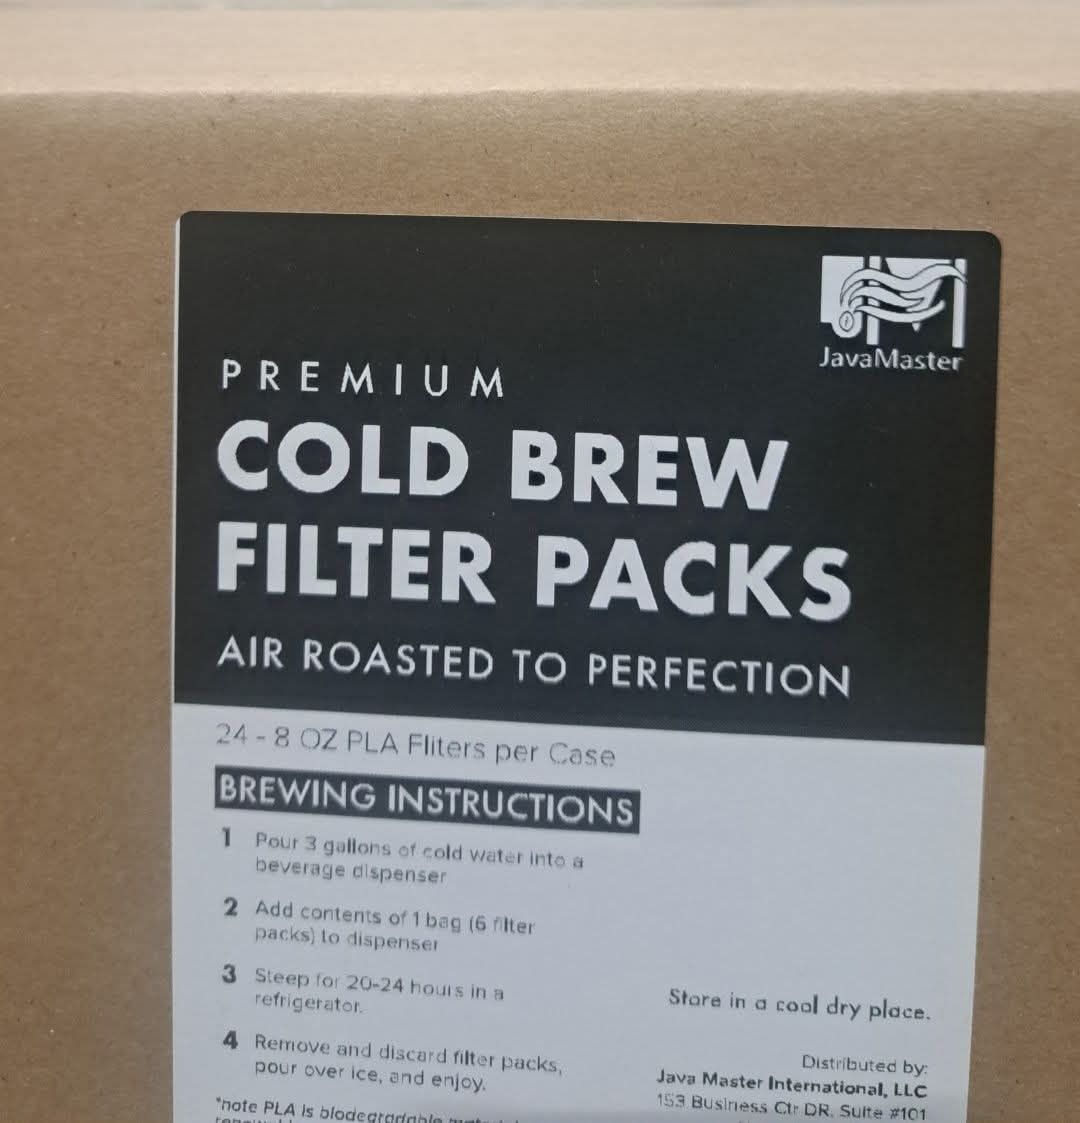 JavaMaster
PREMIUM
COLD BREW
FILTER PACKS
AIR ROASTED TO PERFECTION
24 - 8 OZ PLA Fliters per Case
BREWING INSTRUCTIONS
1 Pour 3 gallons of cold water into a
beverage dispenser
2 Add contents of 1 bag (6 filter
packs) to dispenser
3 Steep for 20-24 hours in a
refrigerator.
4 Remove and discard filter packs,
pour over ice, and enjoy.
*note PLA is biodegradable
Store in a cool dry place.
Distributed by:
Java Master International, LLC
153 Business Ctr DR, Suite #101